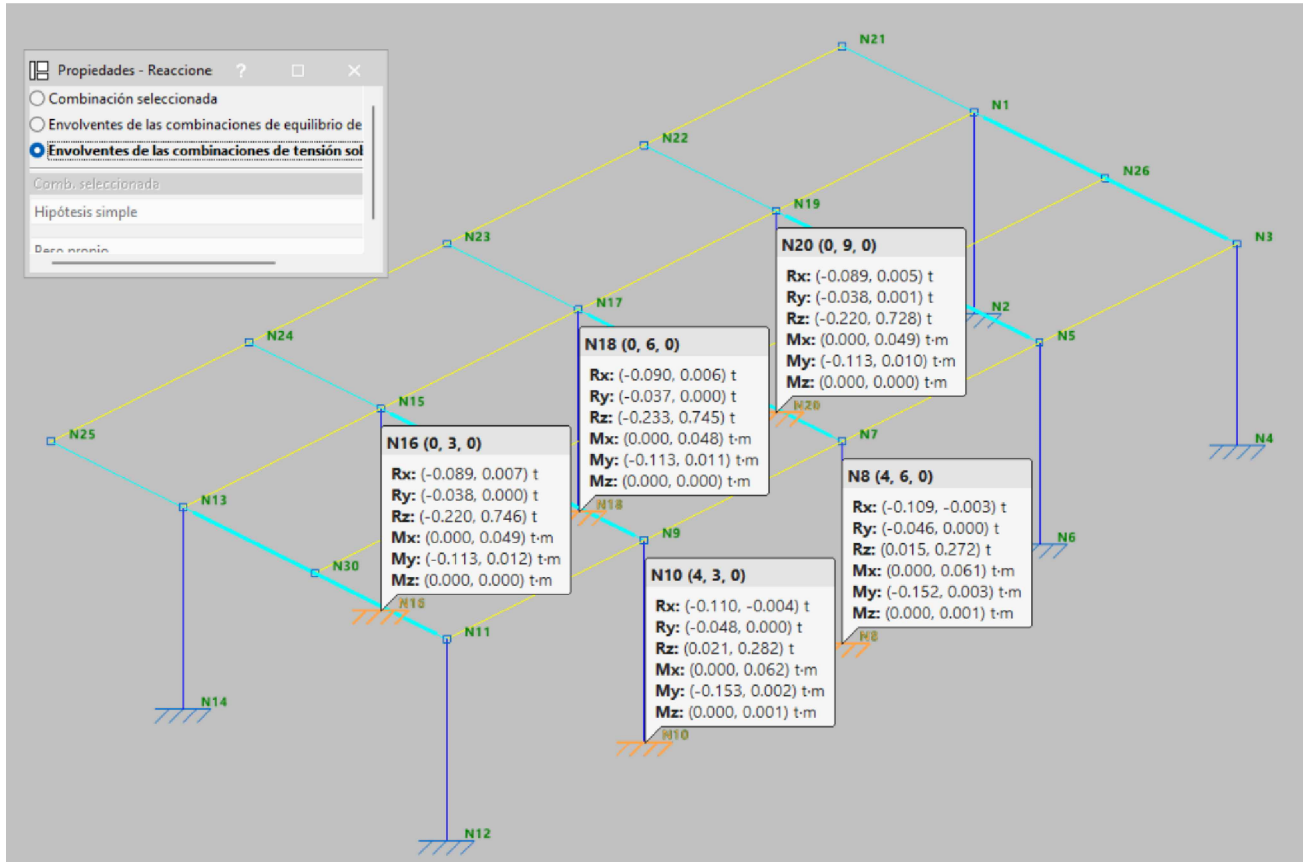 Propiedades - Reaccione
Combinación seleccionada
Envolventes de las combinaciones de equilibrio de
Envolventes de las combinaciones de tensión sol
Comb. seleccionada
Hipótesis simple
Peso propio
N21
N1
N22
N26
N19
N23
N3
N20 (0, 9, 0)
Rx: (-0.089, 0.005) t
Ry: (-0.038, 0.001) t
Rz: (-0.220, 0.728) t
Mx: (0.000, 0.049) t·m
My: (-0.113, 0.010) t·m
Mz: (0.000, 0.000) t·m
N2
N17
N24
N5
N18 (0, 6, 0)
Rx: (-0.090, 0.006) t
Ry: (-0.037, 0.000) t
Rz: (-0.233, 0.745) t
Mx: (0.000, 0.048) t·m
My: (-0.113, 0.011) t·m
Mz: (0.000, 0.000) t·m
N20
N15
N25
N7
N4
N16 (0, 3, 0)
Rx: (-0.089, 0.007) t
Ry: (-0.038, 0.000) t
Rz: (-0.220, 0.746) t
Mx: (0.000, 0.049) t·m
My: (-0.113, 0.012) t·m
Mz: (0.000, 0.000) t·m
N8 (4, 6, 0)
Rx: (-0.109, -0.003) t
Ry: (-0.046, 0.000) t
Rz: (0.015, 0.272) t
Mx: (0.000, 0.061) t·m
My: (-0.152, 0.003) t·m
Mz: (0.000, 0.001) t·m
N13
N18
N9
N6
N30
N10 (4, 3, 0)
Rx: (-0.110, -0.004) t
Ry: (-0.048, 0.000) t
Rz: (0.021, 0.282) t
Mx: (0.000, 0.062) t·m
My: (-0.153, 0.002) t·m
Mz: (0.000, 0.001) t·m
N16
N11
N8
N14
N10
N12